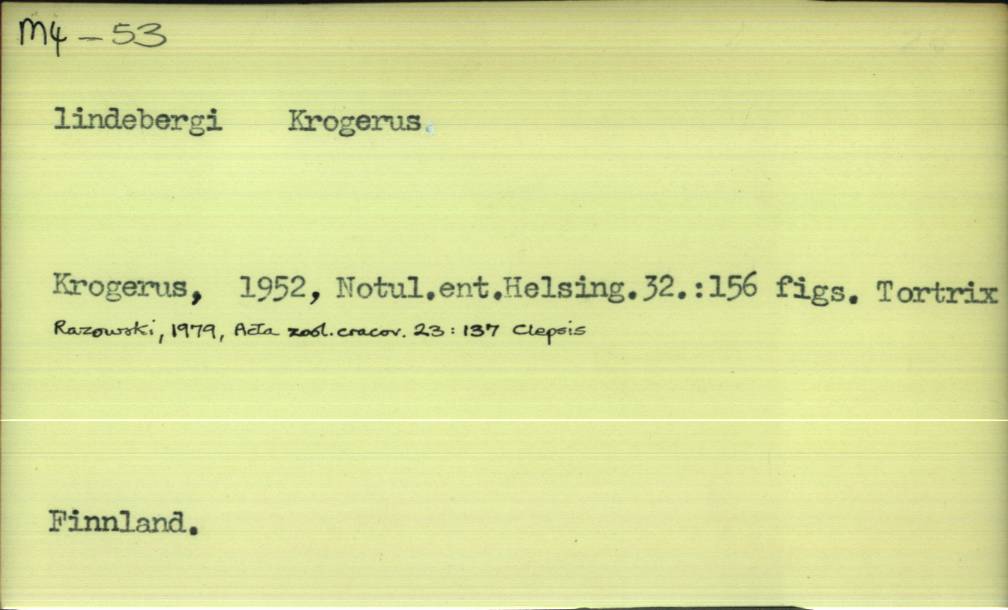 M4 - 53
lindebergi Krogerus.
Krogerus, 1952, Notul.ent.Helsing.32.:156 figs. Tortrix
Razowski, 1979, Acta zool. cracov. 23 : 137 Clepsis
Finnland.